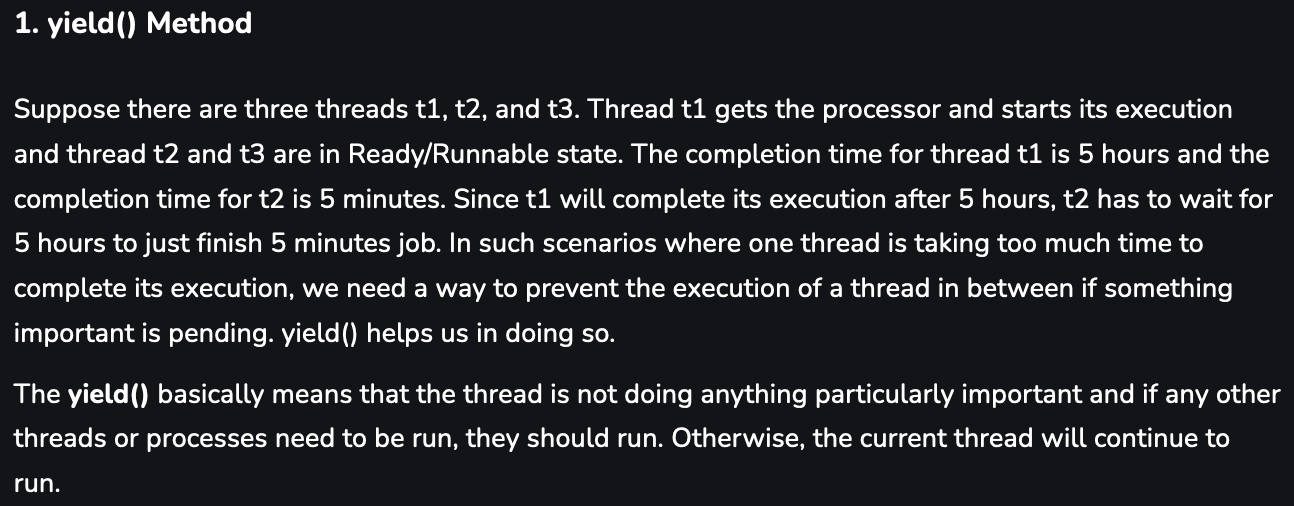 1. yield() Method
Suppose there are three threads t1, t2, and t3. Thread t1 gets the processor and starts its execution
and thread t2 and t3 are in Ready/Runnable state. The completion time for thread t1 is 5 hours and the
completion time for t2 is 5 minutes. Since t1 will complete its execution after 5 hours, t2 has to wait for
5 hours to just finish 5 minutes job. In such scenarios where one thread is taking too much time to
complete its execution, we need a way to prevent the execution of a thread in between if something
important is pending. yield() helps us in doing so.
The yield() basically means that the thread is not doing anything particularly important and if any other
threads or processes need to be run, they should run. Otherwise, the current thread will continue to
run.